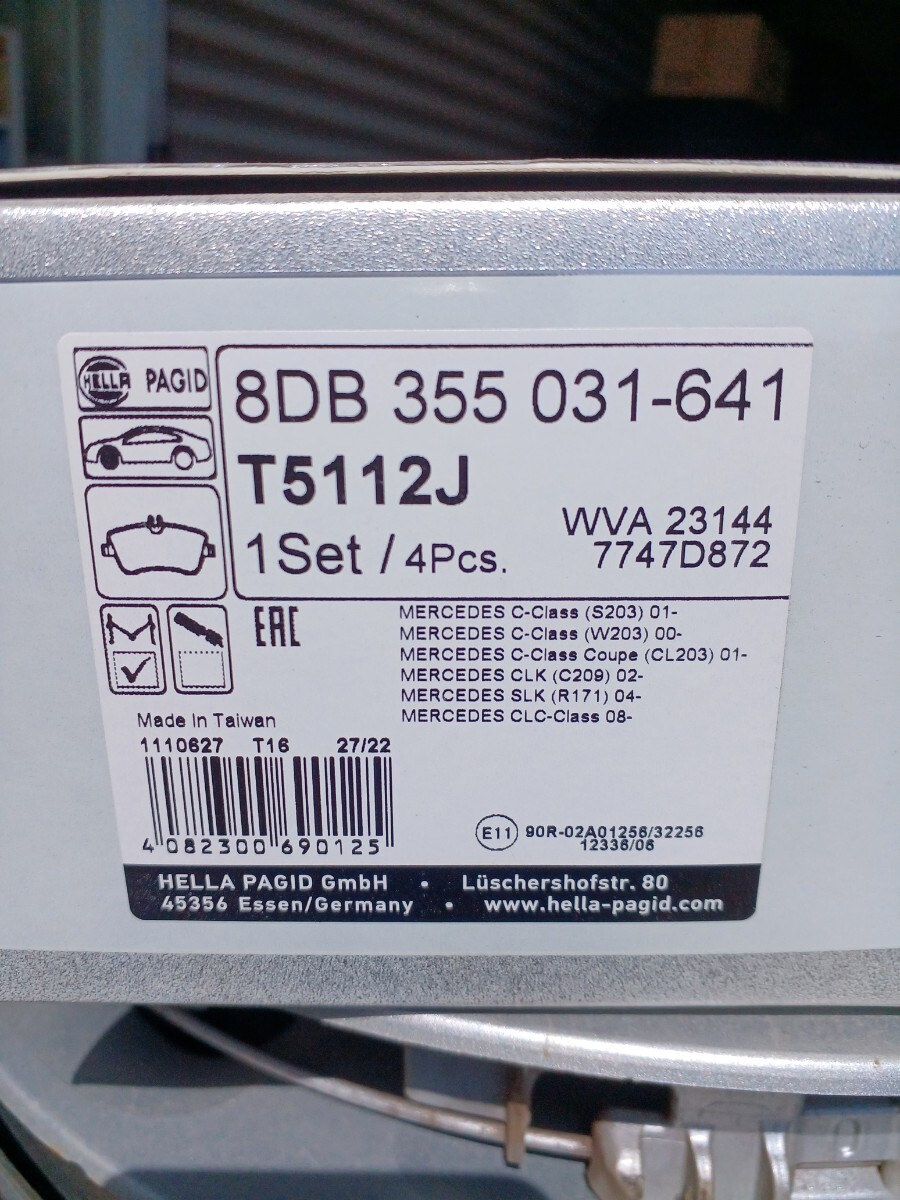 HELLA PAGID
8DB 355 031-641
T5112J
WVA 23144
1Set / 4Pcs.
7747D872
EAC
MERCEDES C-Class (S203) 01-
MERCEDES C-Class (W203) 00-
MERCEDES C-Class Coupe (CL203) 01-
MERCEDES CLK (C209) 02-
MERCEDES SLK (R171) 04-
MERCEDES CLC-Class 08-
Made In Taiwan
1110627 T16 27/22
4 082300 690125
E11 90R-02A01256/32256
12336/06
HELLA PAGID GmbH • Lüschershofstr. 80
45356 Essen/Germany • www.hella-pagid.com